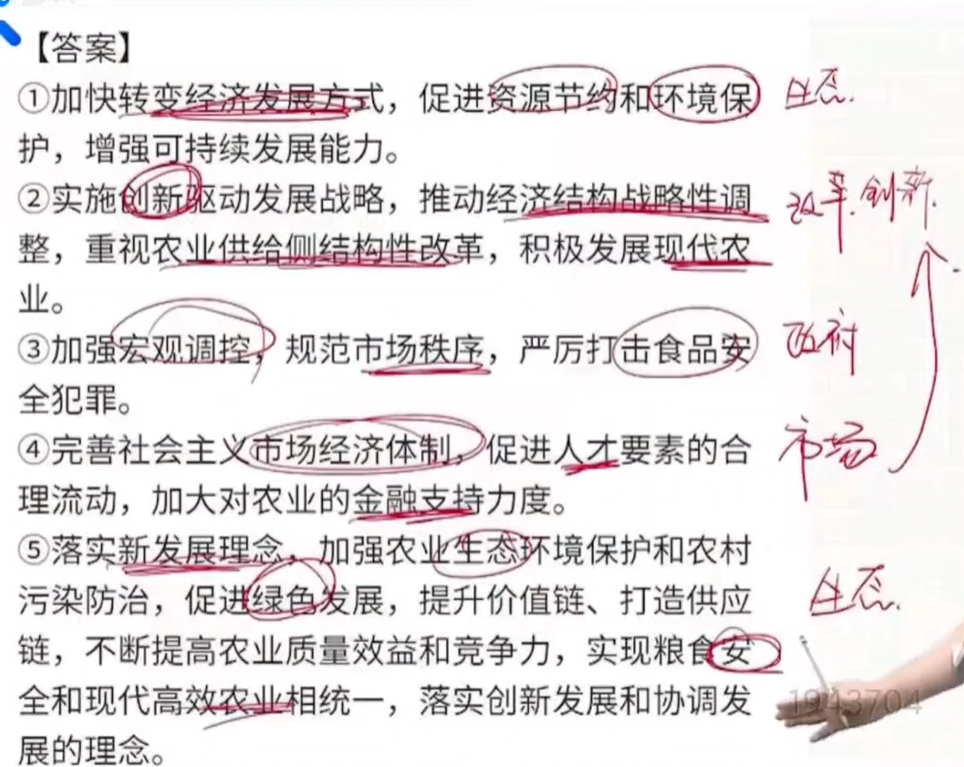 【答案】
①加快转变经济发展方式，促进资源节约和环境保 生态.
护，增强可持续发展能力。
②实施创新驱动发展战略，推动经济结构战略性调 改革.创新.
整，重视农业供给侧结构性改革，积极发展现代农
业。
③加强宏观调控，规范市场秩序，严厉打击食品安 政府
全犯罪。
④完善社会主义市场经济体制，促进人才要素的合 市场
理流动，加大对农业的金融支持力度。
⑤落实新发展理念，加强农业生态环境保护和农村
污染防治，促进绿色发展，提升价值链、打造供应 生态.
链，不断提高农业质量效益和竞争力，实现粮食安
全和现代高效农业相统一，落实创新发展和协调发 1943704
展的理念。